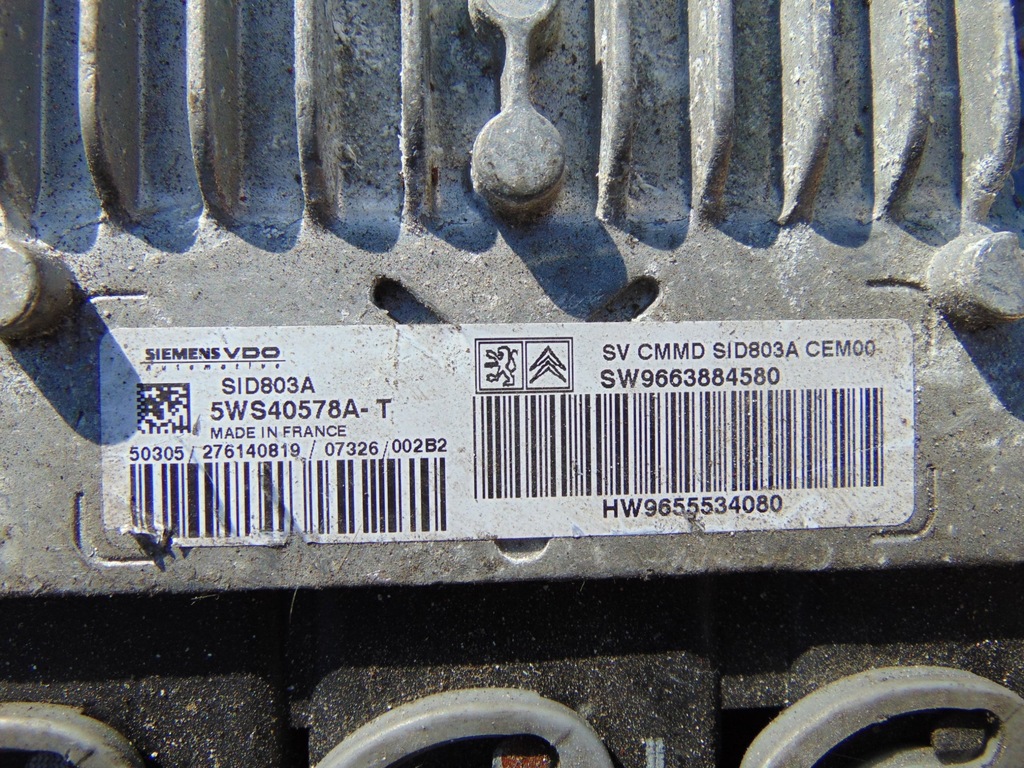 SIEMENS VDO
Automotive
SID803A
5WS40578A-T
MADE IN FRANCE
50305 / 276140819 / 07326 / 002B2
SV CMMD SID803A CEM00
SW9663884580
HW9655534080